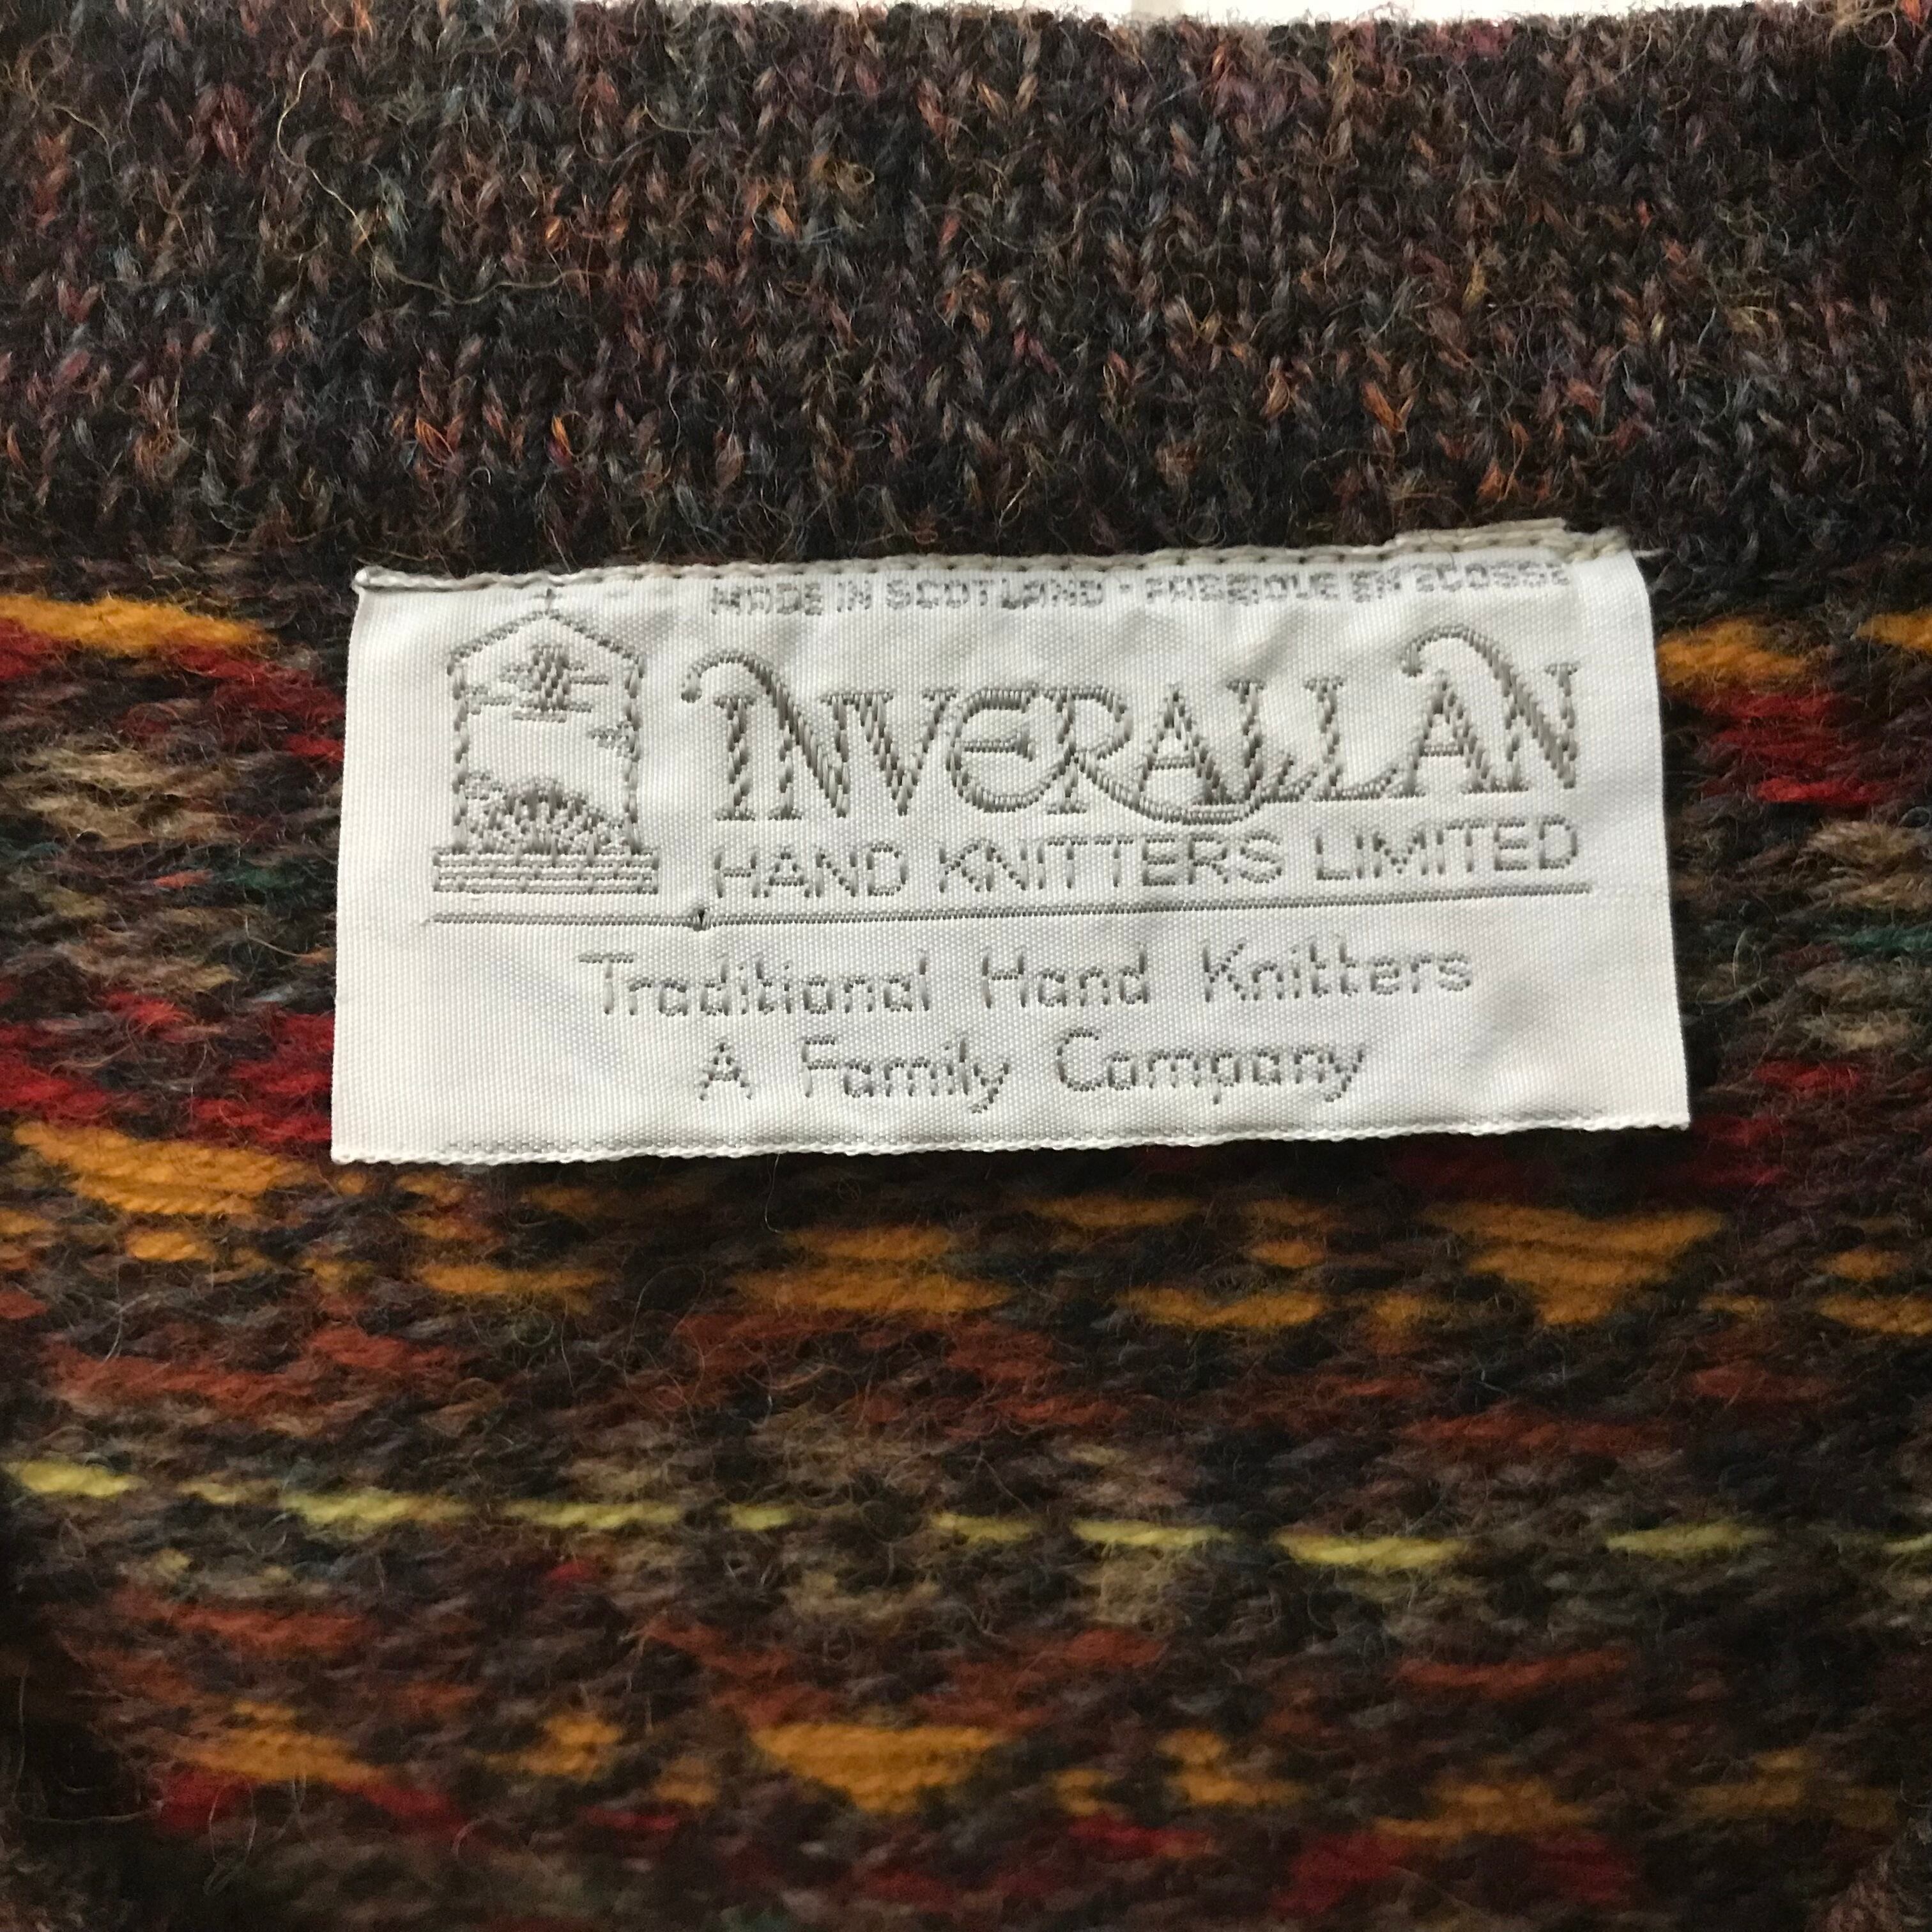 MADE IN SCOTLAND - FABRIQUE EN ECOSSE
INVERALLAN
HAND KNITTERS LIMITED
Traditional Hand Knitters
A Family Company